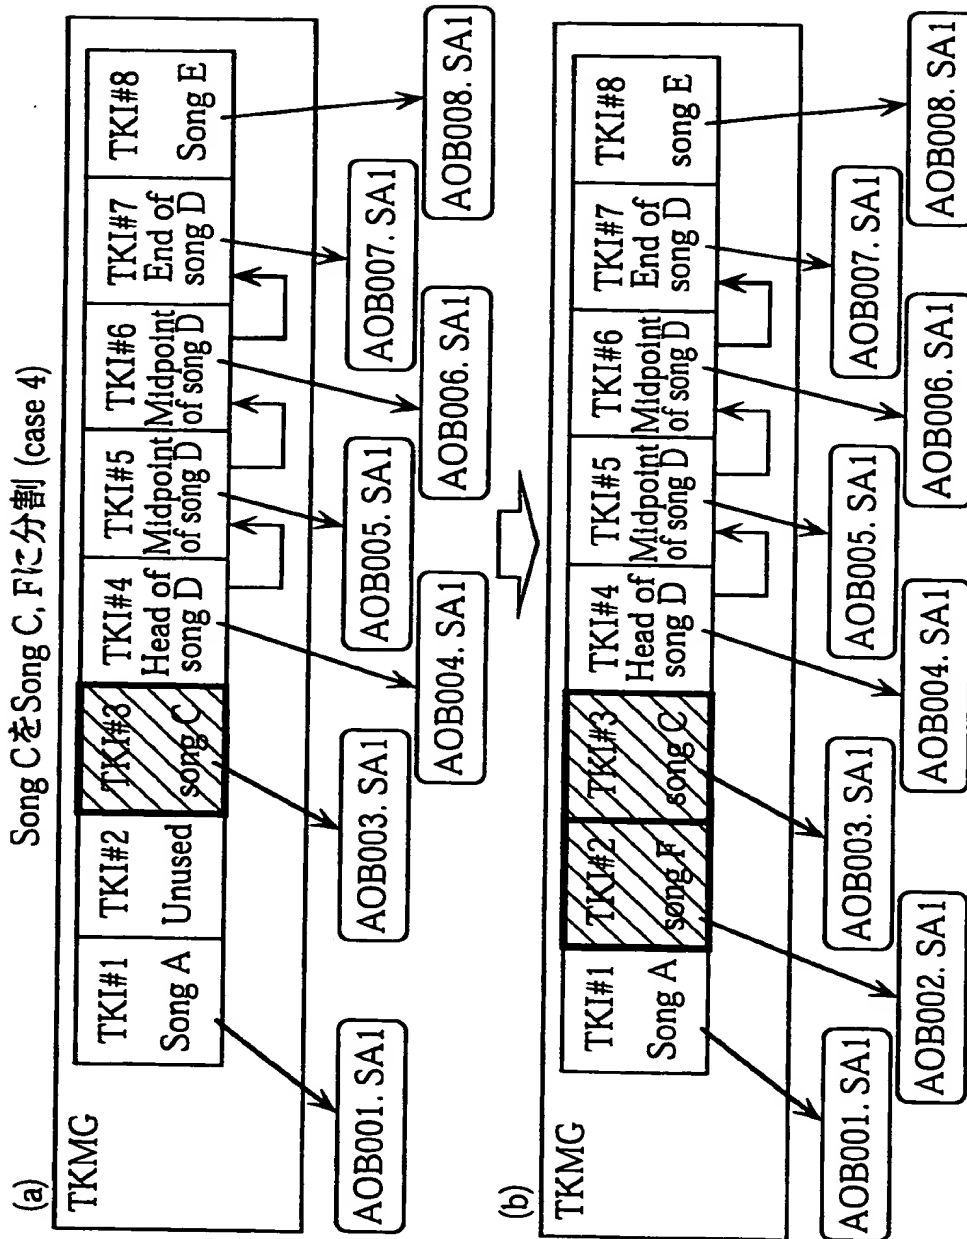 Song CをSong C, Fに分割 (case 4)
(a)
TKMG
TKI#1
Song A
TKI#2
Unused
TKI#3
song C
TKI#4
Head of
song D
TKI#5
Midpoint
of song D
TKI#6
Midpoint
of song D
TKI#7
End of
song D
TKI#8
Song E
AOB001. SA1
AOB003. SA1
AOB004. SA1
AOB005. SA1
AOB006. SA1
AOB007. SA1
AOB008. SA1
(b)
TKMG
TKI#1
Song A
TKI#2
song F
TKI#3
song C
TKI#4
Head of
song D
TKI#5
Midpoint
of song D
TKI#6
Midpoint
of song D
TKI#7
End of
song D
TKI#8
song E
AOB001. SA1
AOB002. SA1
AOB003. SA1
AOB004. SA1
AOB005. SA1
AOB006. SA1
AOB007. SA1
AOB008. SA1